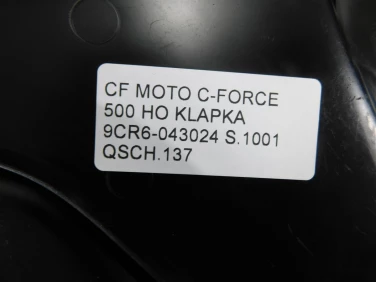 CF MOTO C-FORCE
500 HO KLAPKA
9CR6-043024 S.1001
QSCH.137